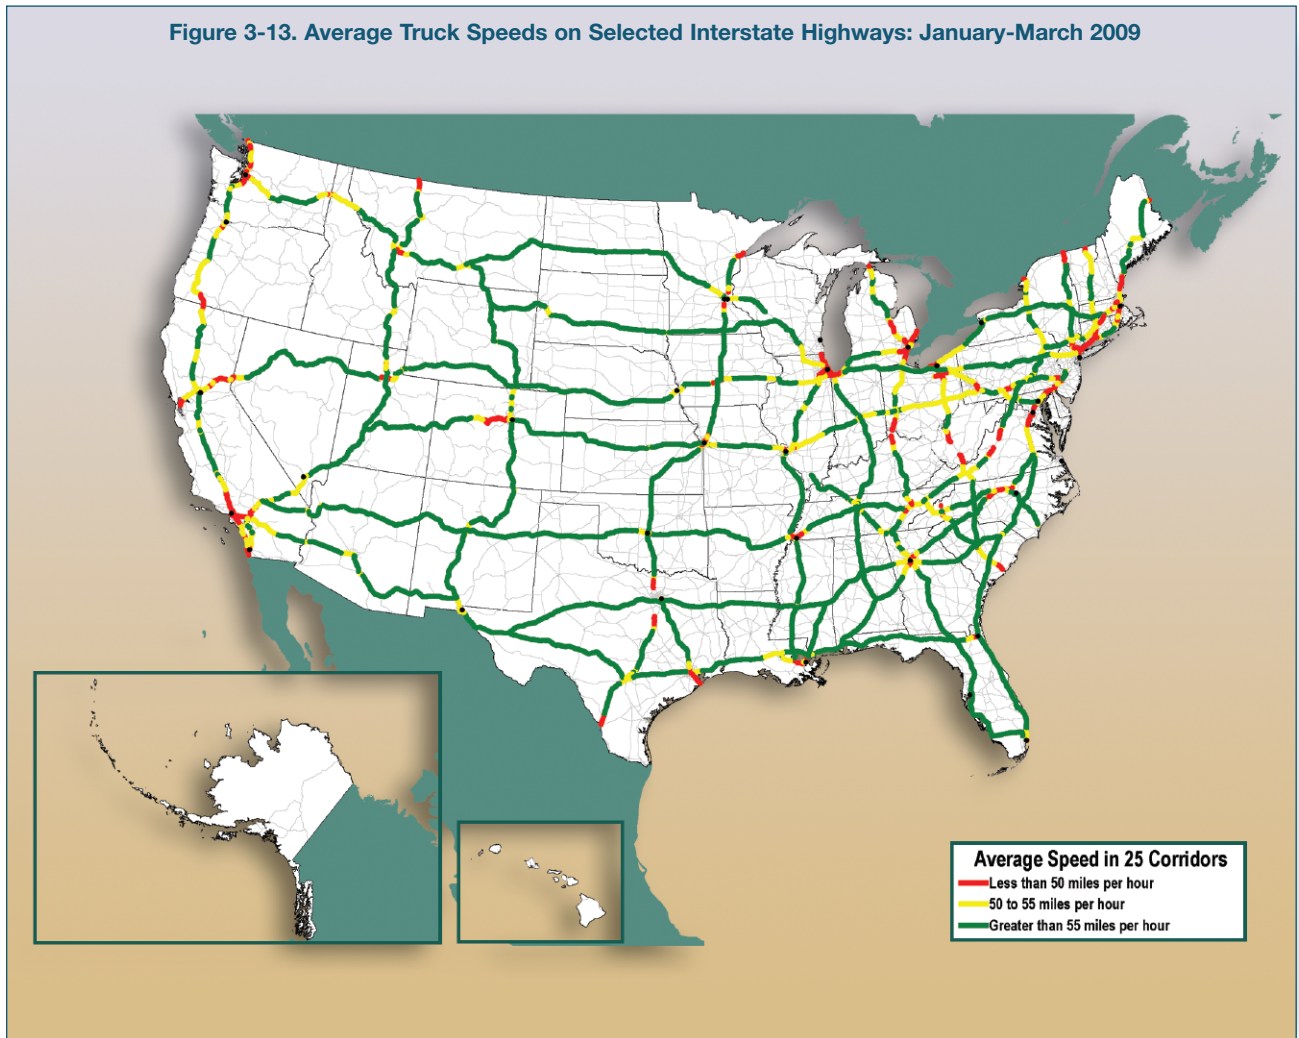 Figure 3-13. Average Truck Speeds on Selected Interstate Highways: January-March 2009
Average Speed in 25 Corridors
Less than 50 miles per hour
50 to 55 miles per hour
Greater than 55 miles per hour